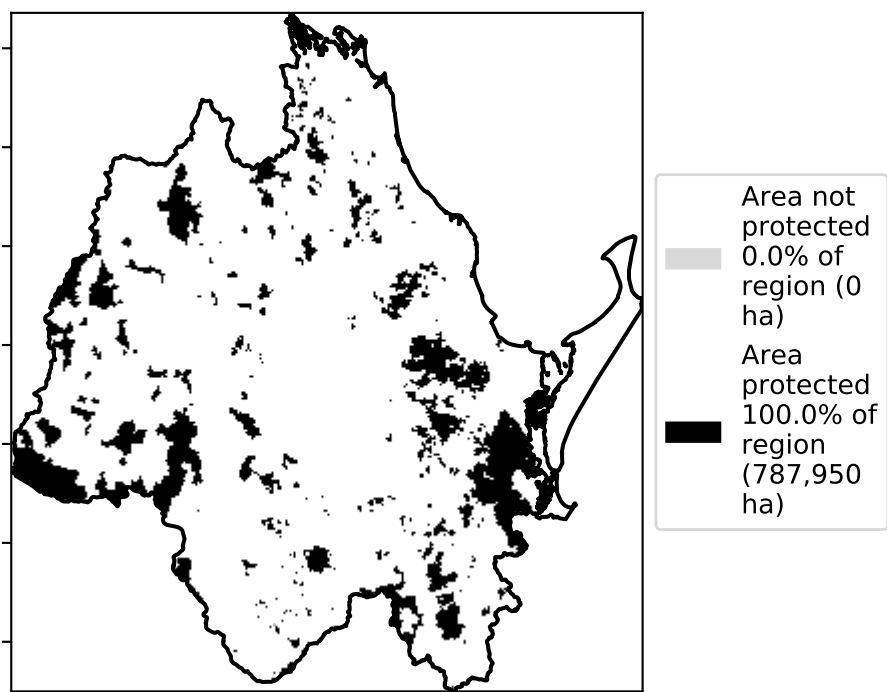 Area not
protected
0.0% of
region (0
ha)
Area
protected
100.0% of
region
(787,950
ha)